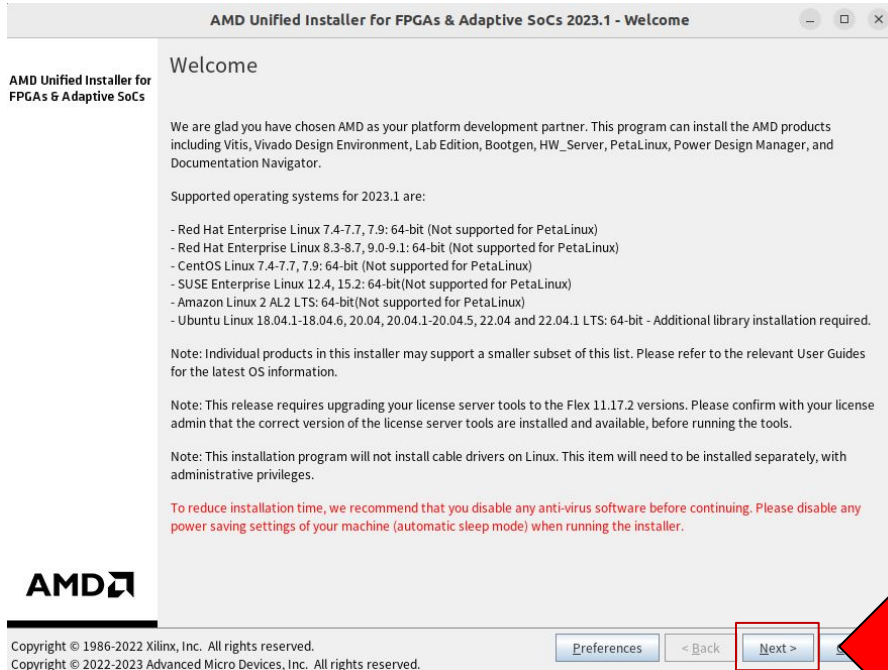 AMD Unified Installer for FPGAs & Adaptive SoCs 2023.1 - Welcome
AMD Unified Installer for
FPGAs & Adaptive SoCs
Welcome
We are glad you have chosen AMD as your platform development partner. This program can install the AMD products
including Vitis, Vivado Design Environment, Lab Edition, Bootgen, HW_Server, PetaLinux, Power Design Manager, and
Documentation Navigator.
Supported operating systems for 2023.1 are:
- Red Hat Enterprise Linux 7.4-7.7, 7.9: 64-bit (Not supported for PetaLinux)
- Red Hat Enterprise Linux 8.3-8.7, 9.0-9.1: 64-bit (Not supported for PetaLinux)
- CentOS Linux 7.4-7.7, 7.9: 64-bit (Not supported for PetaLinux)
- SUSE Enterprise Linux 12.4, 15.2: 64-bit(Not supported for PetaLinux)
- Amazon Linux 2 AL2 LTS: 64-bit(Not supported for PetaLinux)
- Ubuntu Linux 18.04.1-18.04.6, 20.04, 20.04.1-20.04.5, 22.04 and 22.04.1 LTS: 64-bit - Additional library installation required.
Note: Individual products in this installer may support a smaller subset of this list. Please refer to the relevant User Guides
for the latest OS information.
Note: This release requires upgrading your license server tools to the Flex 11.17.2 versions. Please confirm with your license
admin that the correct version of the license server tools are installed and available, before running the tools.
Note: This installation program will not install cable drivers on Linux. This item will need to be installed separately, with
administrative privileges.
To reduce installation time, we recommend that you disable any anti-virus software before continuing. Please disable any
power saving settings of your machine (automatic sleep mode) when running the installer.
AMD
Copyright © 1986-2022 Xilinx, Inc. All rights reserved.
Copyright © 2022-2023 Advanced Micro Devices, Inc. All rights reserved.
Preferences
< Back
Next >